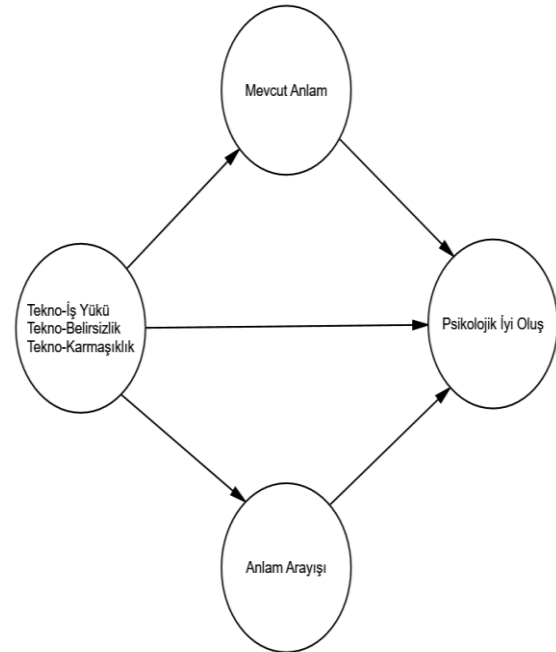 Mevcut Anlam
Tekno-İş Yükü
Tekno-Belirsizlik
Tekno-Karmaşıklık
Psikolojik İyi Oluş
Anlam Arayışı